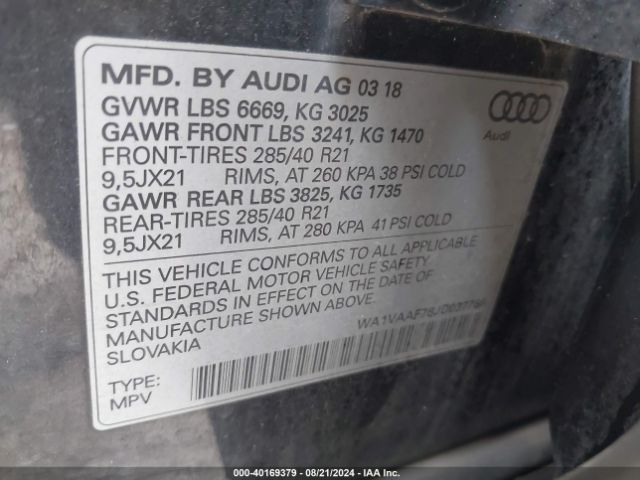 MFD. BY AUDI AG 03 18
GVWR LBS 6669, KG 3025
GAWR FRONT LBS 3241, KG 1470
FRONT-TIRES 285/40 R21
9,5JX21 RIMS, AT 260 KPA 38 PSI COLD
GAWR REAR LBS 3825, KG 1735
REAR-TIRES 285/40 R21
9,5JX21 RIMS, AT 280 KPA 41 PSI COLD
Audi
THIS VEHICLE CONFORMS TO ALL APPLICABLE
U.S. FEDERAL MOTOR VEHICLE SAFETY
STANDARDS IN EFFECT ON THE DATE OF
MANUFACTURE SHOWN ABOVE.
SLOVAKIA
TYPE:
MPV
000-40169379 - 08/21/2024 - IAA Inc.